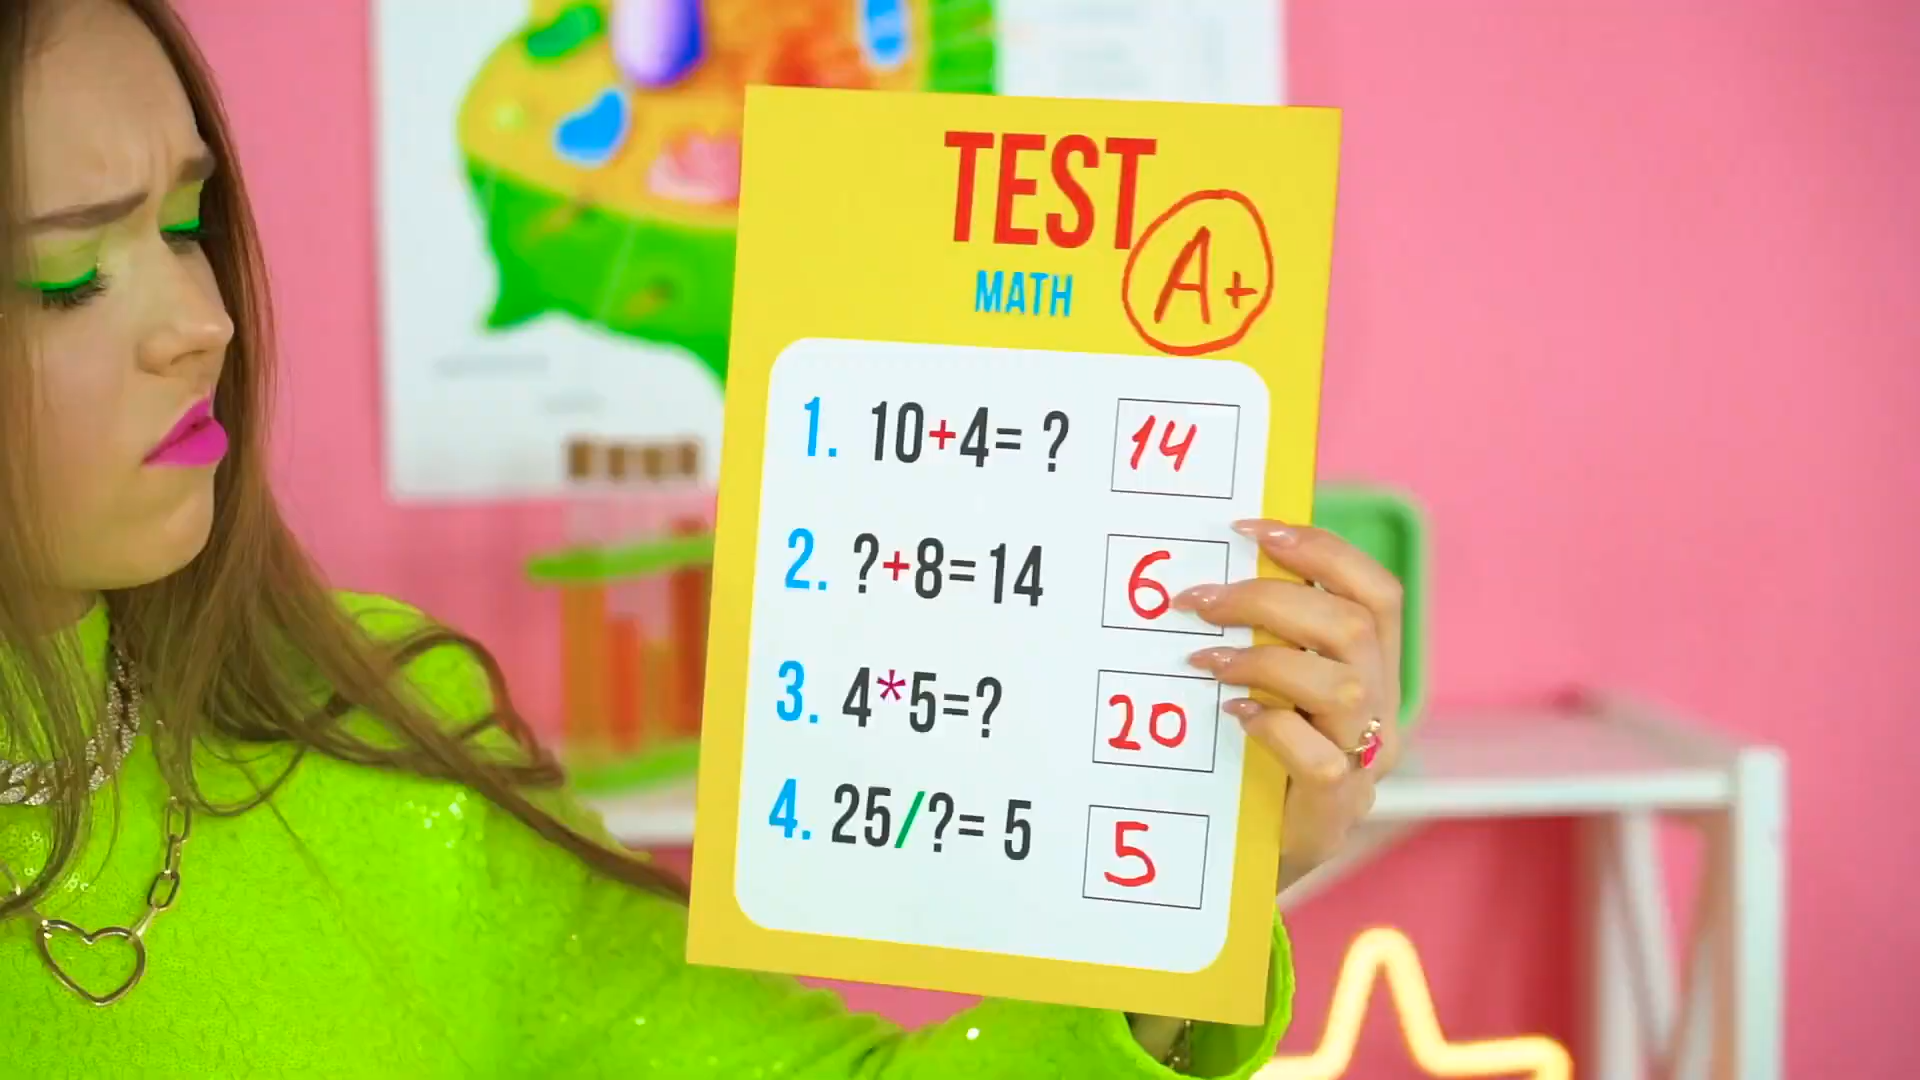 TEST
A+
MATH
1. 10+4= ? 14
2. ?+8=14 6
3. 4*5=? 20
4. 25/?= 5 5